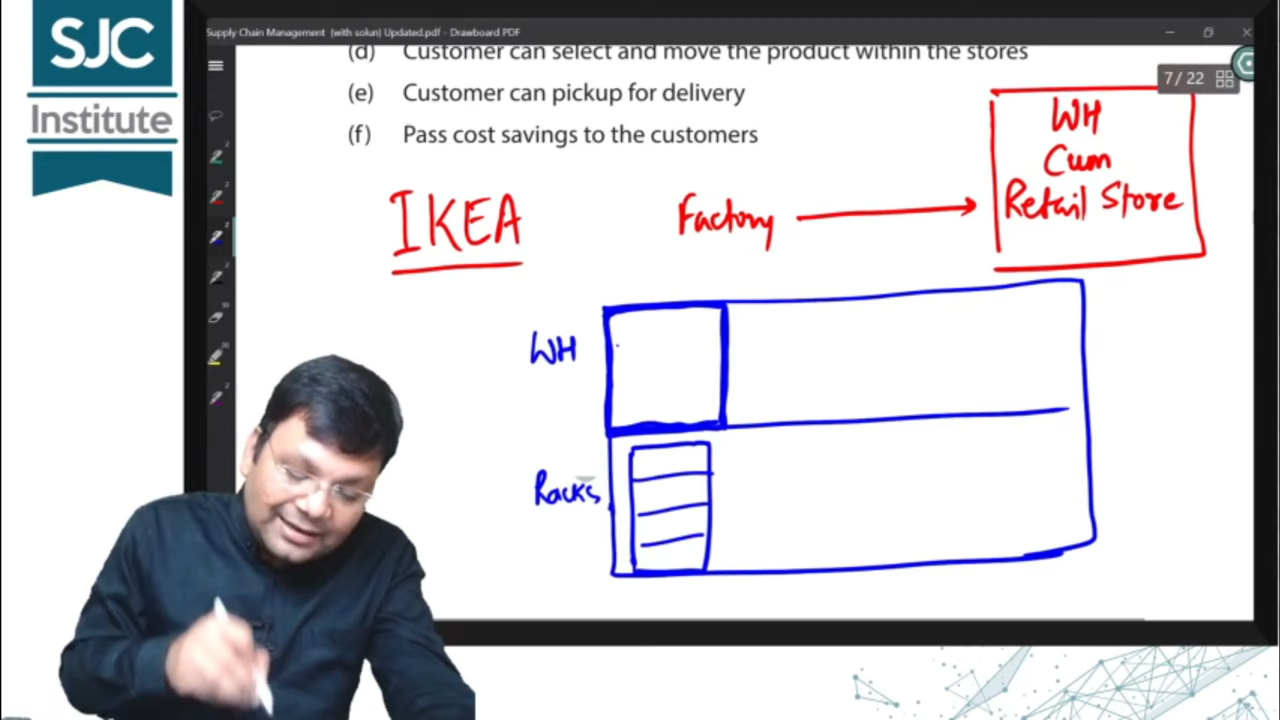 SJC
Institute
Supply Chain Management (with solun) Updated.pdf - Drawboard PDF
(d) Customer can select and move the product within the stores
7 / 22
(e) Customer can pickup for delivery
(f) Pass cost savings to the customers
WH
Cum
Retail Store
IKEA
Factory
WH
Racks